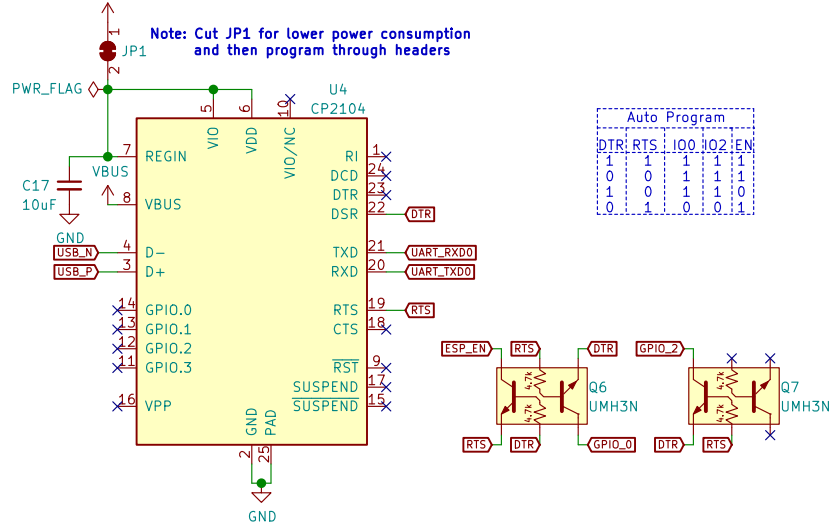 Note: Cut JP1 for lower power consumption
and then program through headers
1
JP1
2
PWR_FLAG
U4
CP2104
5
6
10
VIO
VDD
VIO/NC
7
REGIN
VBUS
8
VBUS
C17
10uF
GND
USB_N
4
D-
USB_P
3
D+
14
GPIO.0
13
GPIO.1
12
GPIO.2
11
GPIO.3
16
VPP
RI
1
DCD
24
DTR
23
DSR
22
DTR
TXD
21
UART_RXD0
RXD
20
UART_TXD0
RTS
19
RTS
CTS
18
RST
9
SUSPEND
17
SUSPEND
15
GND
PAD
2
25
GND
Auto Program
DTR RTS IO0 IO2 EN
1 1 1 1 1
0 0 1 1 1
1 0 1 1 0
0 1 0 0 1
ESP_EN
RTS
DTR
4.7k
4.7k
Q6
UMH3N
RTS
DTR
GPIO_0
GPIO_2
4.7k
4.7k
Q7
UMH3N
DTR
RTS